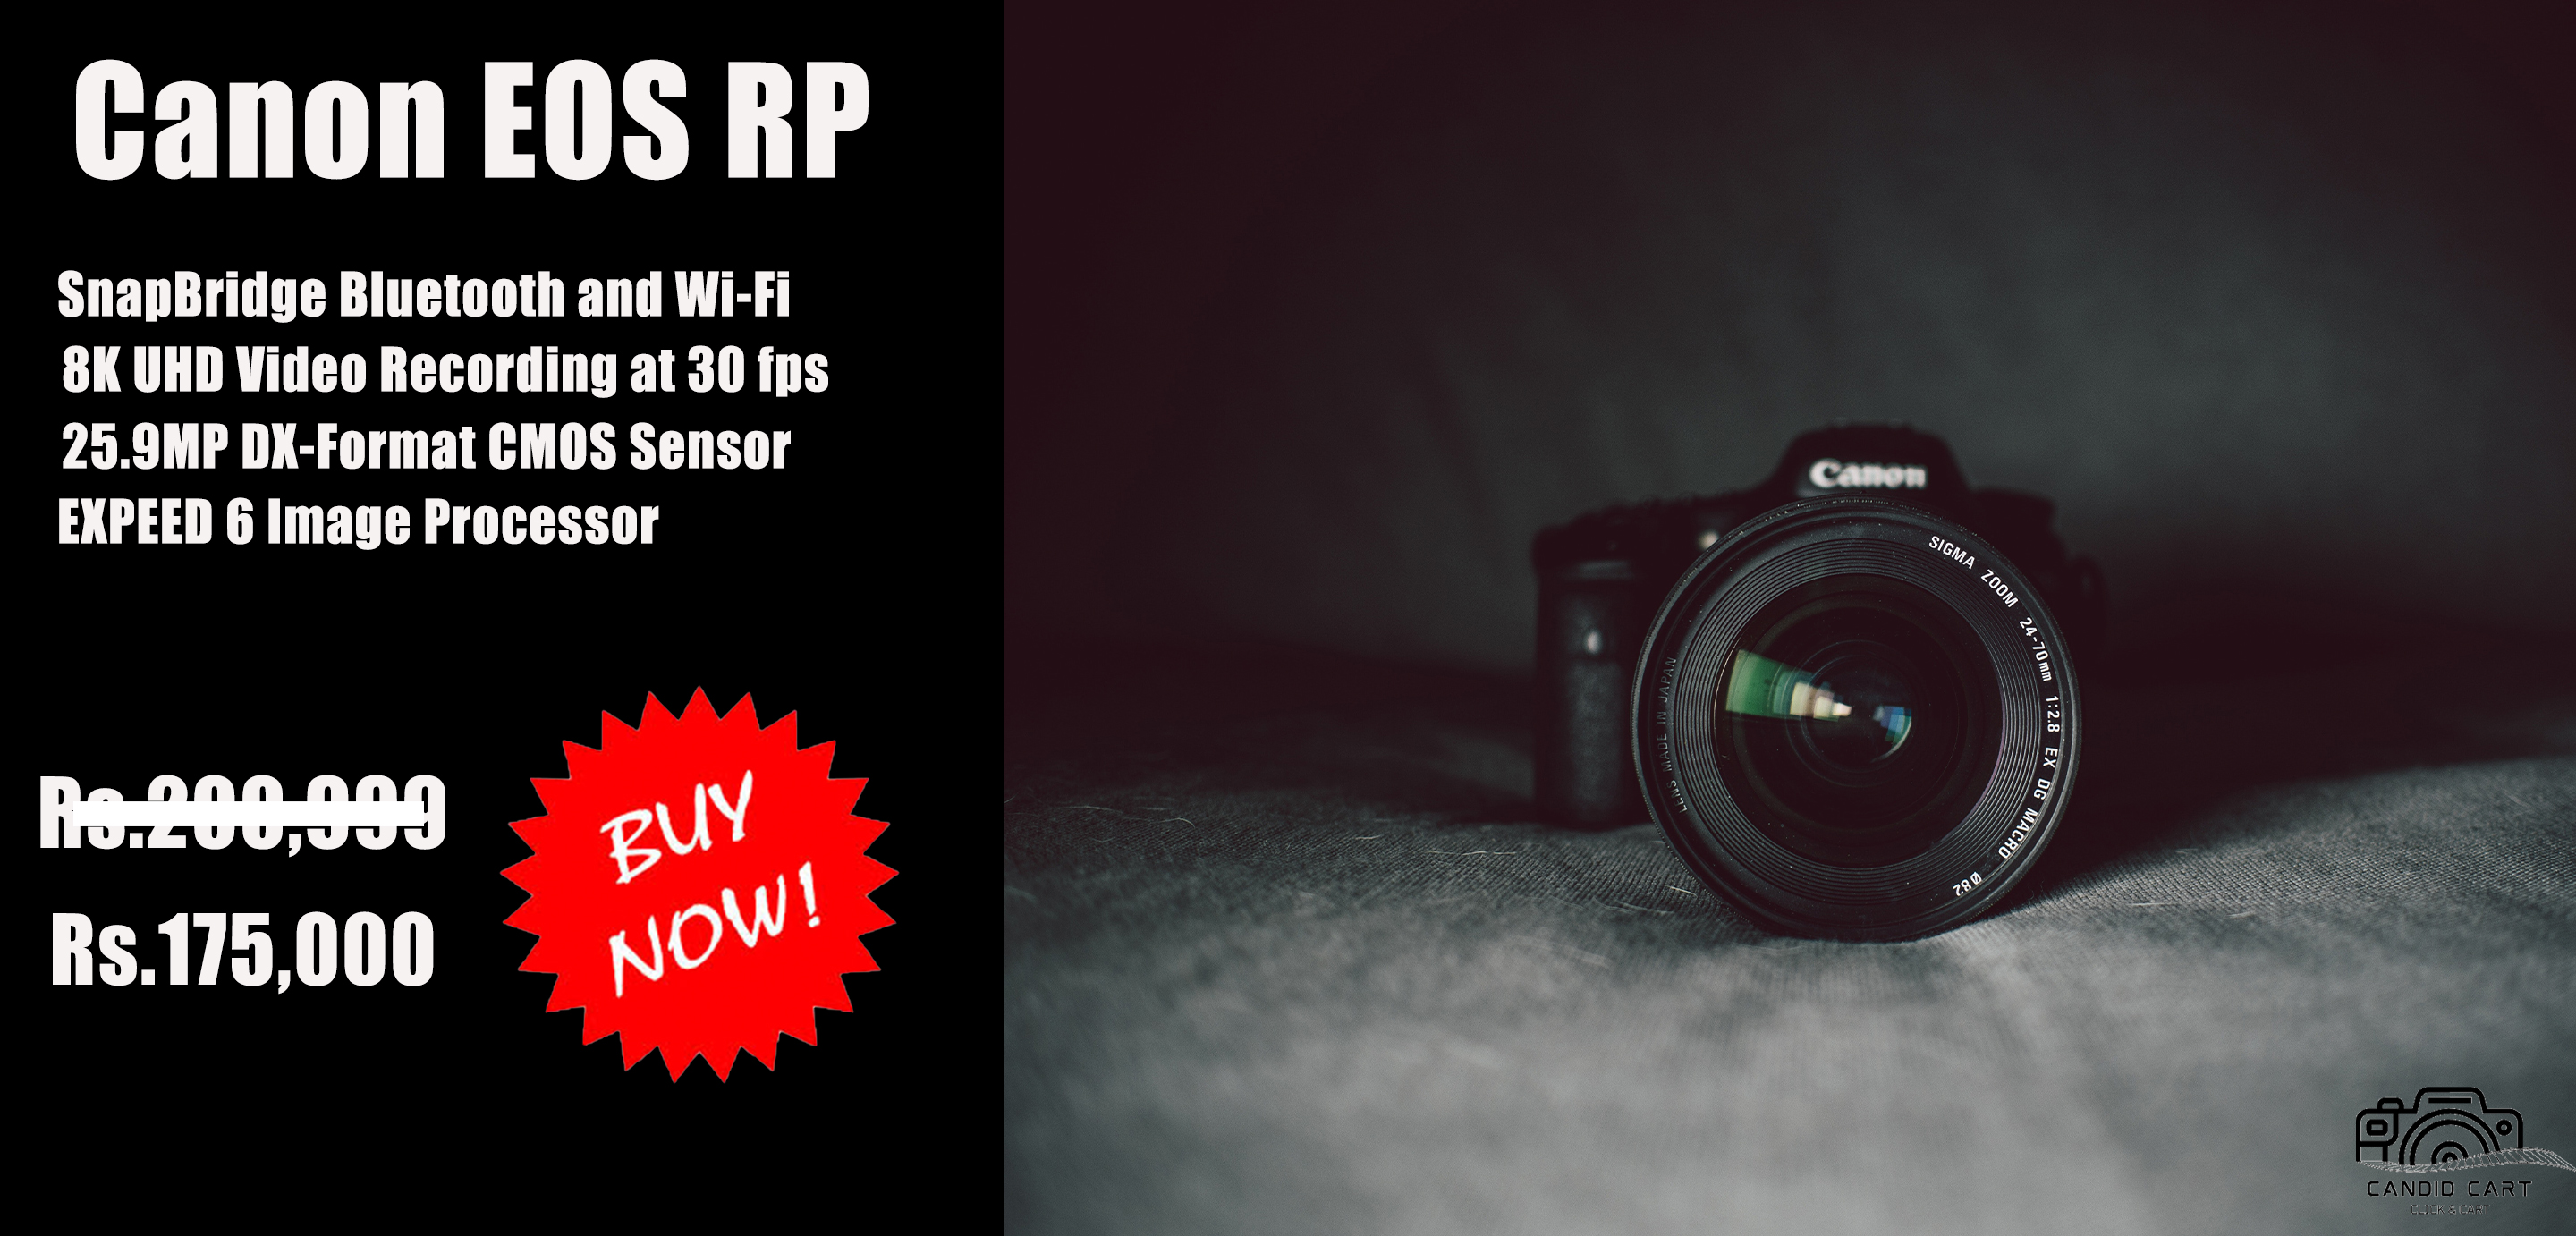 Canon EOS RP
SnapBridge Bluetooth and Wi-Fi
8K UHD Video Recording at 30 fps
25.9MP DX-Format CMOS Sensor
EXPEED 6 Image Processor
Rs.200,999
Rs.175,000
BUY
NOW!
Canon
SIGMA ZOOM 24-70mm 1:2.8 EX DG MACRO Ø82
LENS MADE IN JAPAN
CANDID CART
CLICK & CART